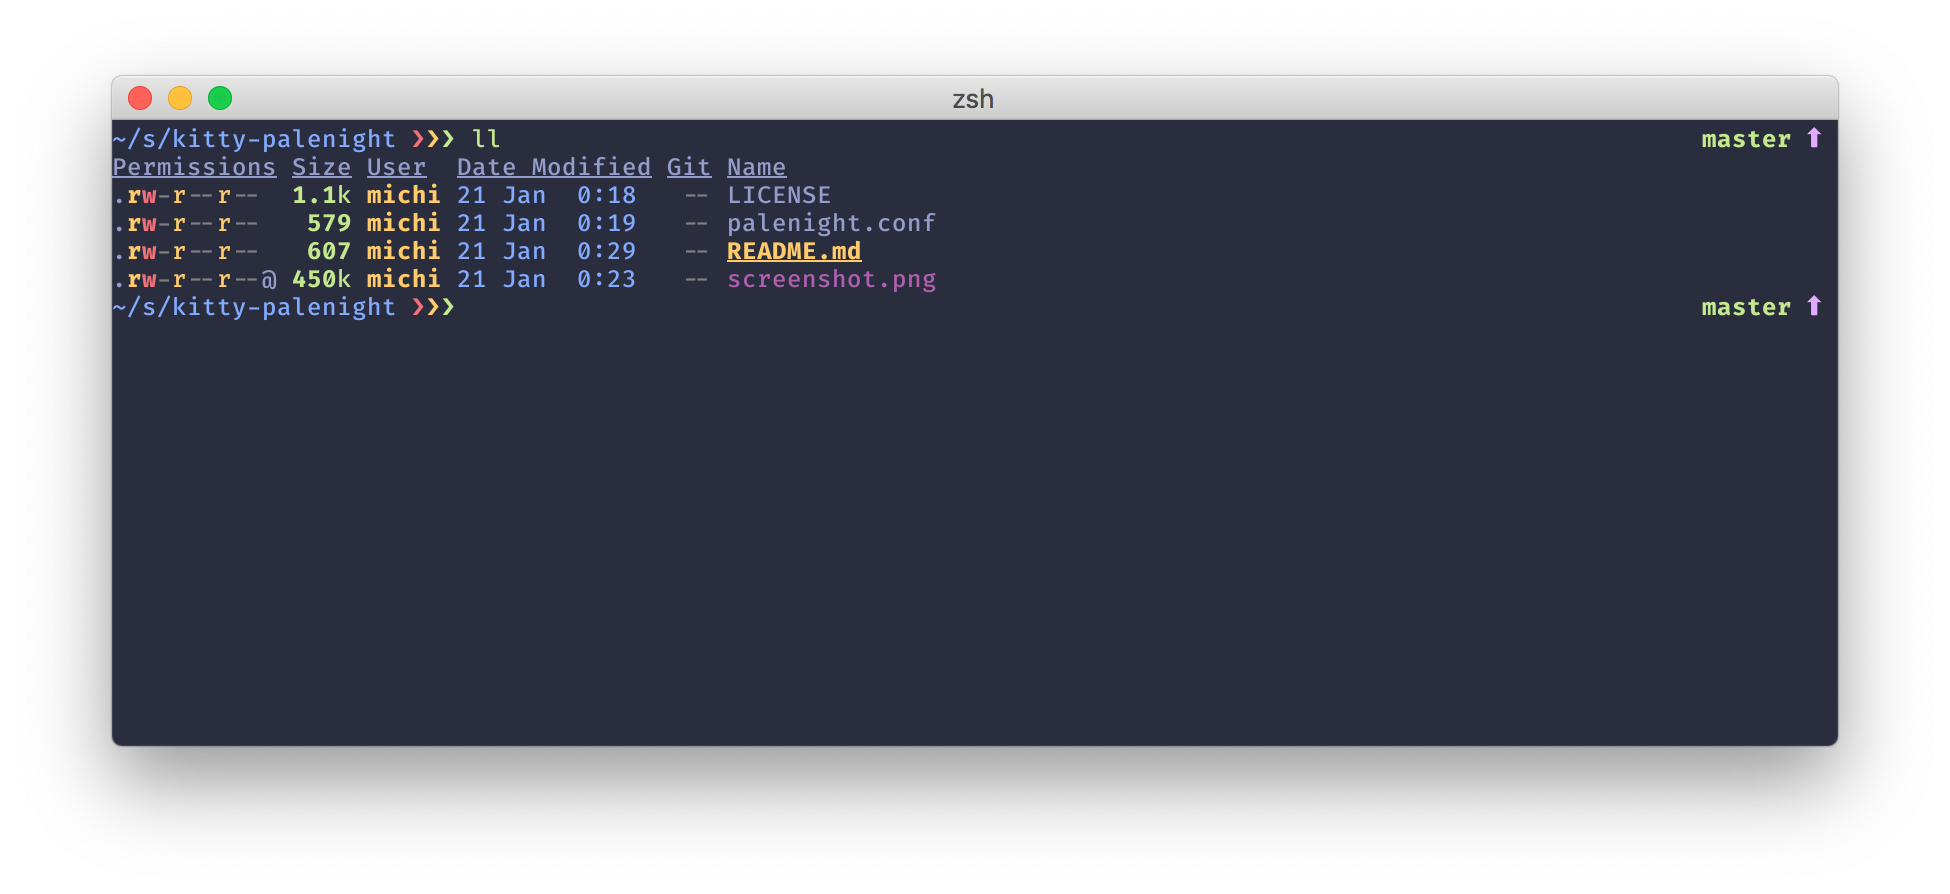 zsh
~/s/kitty-palenight ❯❯❯ ll master ⬆
Permissions Size User Date Modified Git Name
.rw-r--r-- 1.1k michi 21 Jan 0:18 -- LICENSE
.rw-r--r-- 579 michi 21 Jan 0:19 -- palenight.conf
.rw-r--r-- 607 michi 21 Jan 0:29 -- README.md
.rw-r--r--@ 450k michi 21 Jan 0:23 -- screenshot.png
~/s/kitty-palenight ❯❯❯ master ⬆